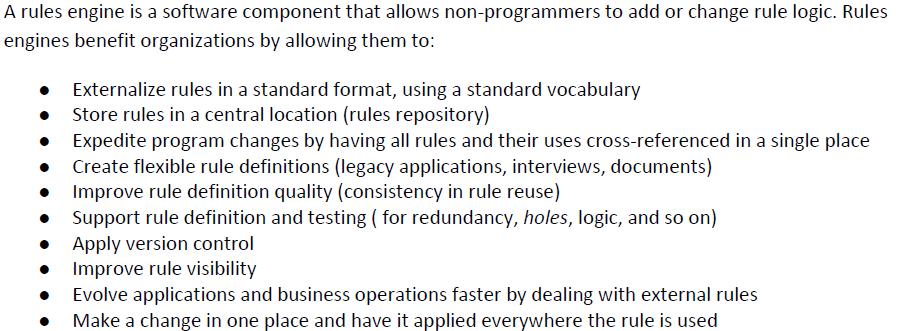 A rules engine is a software component that allows non-programmers to add or change rule logic. Rules
engines benefit organizations by allowing them to:
● Externalize rules in a standard format, using a standard vocabulary
● Store rules in a central location (rules repository)
● Expedite program changes by having all rules and their uses cross-referenced in a single place
● Create flexible rule definitions (legacy applications, interviews, documents)
● Improve rule definition quality (consistency in rule reuse)
● Support rule definition and testing ( for redundancy, holes, logic, and so on)
● Apply version control
● Improve rule visibility
● Evolve applications and business operations faster by dealing with external rules
● Make a change in one place and have it applied everywhere the rule is used